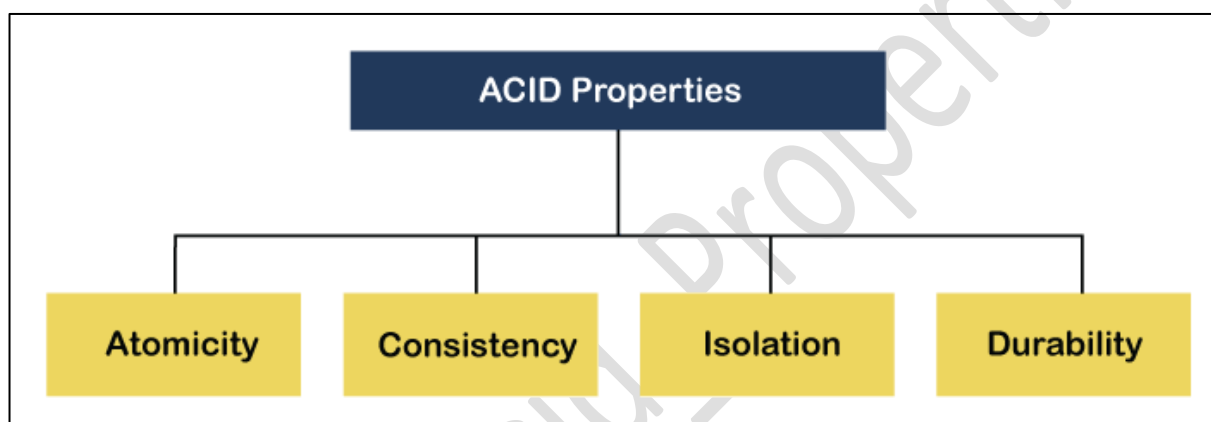 ACID Properties
Atomicity
Consistency
Isolation
Durability